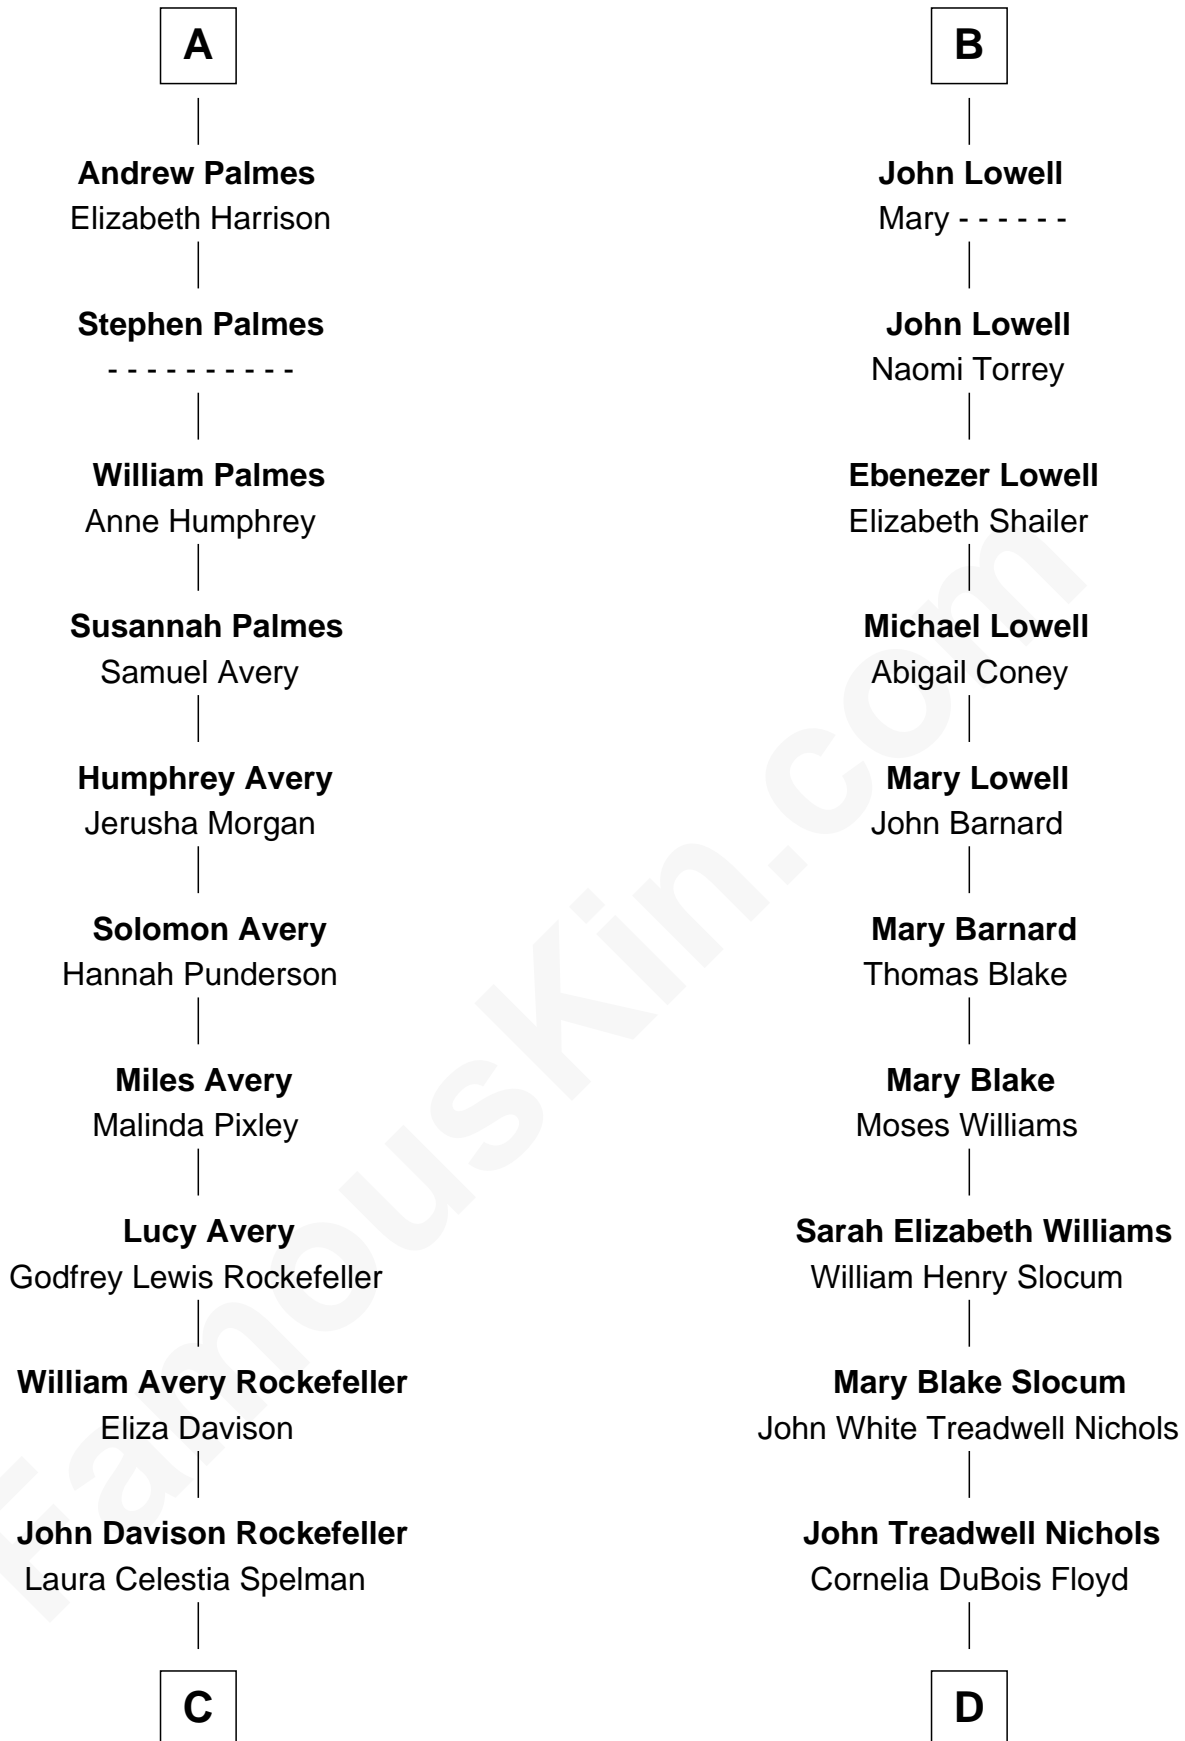 A
Andrew Palmes
Elizabeth Harrison
Stephen Palmes
- - - - - - - - - -
William Palmes
Anne Humphrey
Susannah Palmes
Samuel Avery
Humphrey Avery
Jerusha Morgan
Solomon Avery
Hannah Punderson
Miles Avery
Malinda Pixley
Lucy Avery
Godfrey Lewis Rockefeller
William Avery Rockefeller
Eliza Davison
John Davison Rockefeller
Laura Celestia Spelman
C
B
John Lowell
Mary - - - - - -
John Lowell
Naomi Torrey
Ebenezer Lowell
Elizabeth Shailer
Michael Lowell
Abigail Coney
Mary Lowell
John Barnard
Mary Barnard
Thomas Blake
Mary Blake
Moses Williams
Sarah Elizabeth Williams
William Henry Slocum
Mary Blake Slocum
John White Treadwell Nichols
John Treadwell Nichols
Cornelia DuBois Floyd
D
FamousKin.com